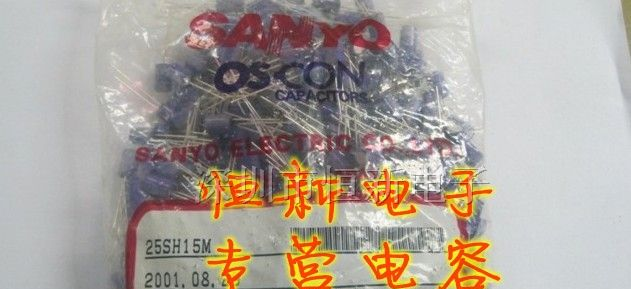 SANYO
OS-CON
CAPACITORS
SANYO ELECTRIC CO., LTD.
恒新电子
25SH15M
2001.08.
专营电容